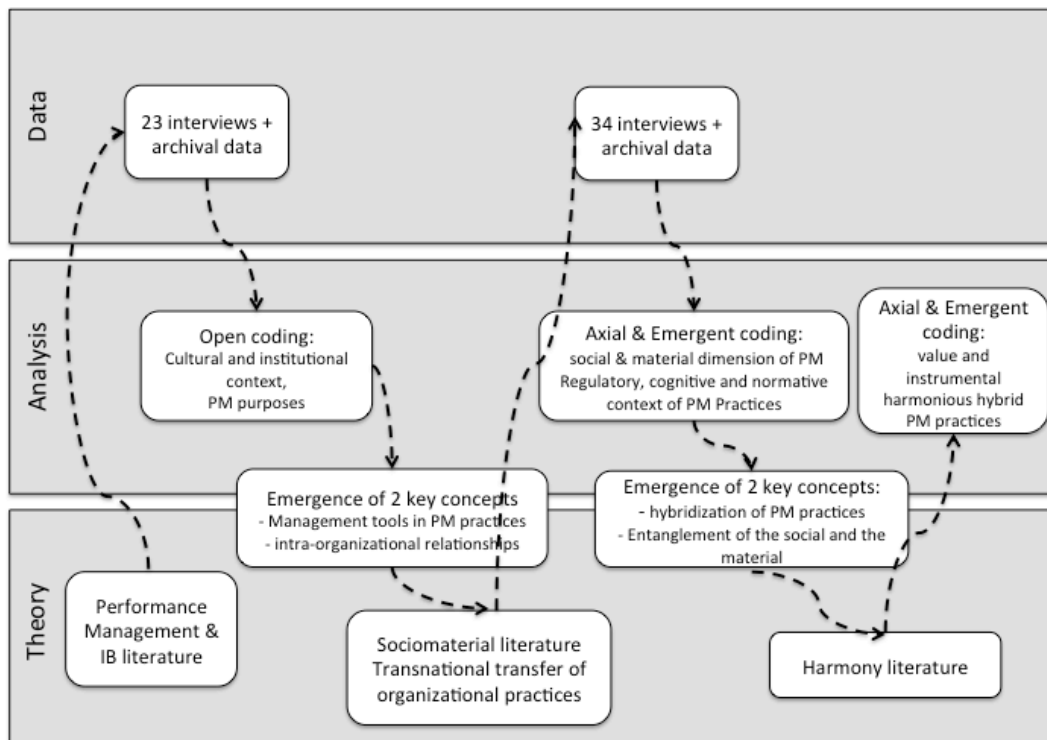 Data
23 interviews +
archival data
34 interviews +
archival data
Analysis
Open coding:
Cultural and institutional
context,
PM purposes
Axial & Emergent coding:
social & material dimension of PM
Regulatory, cognitive and normative
context of PM Practices
Axial & Emergent
coding:
value and
instrumental
harmonious hybrid
PM practices
Emergence of 2 key concepts
- Management tools in PM practices
- intra-organizational relationships
Emergence of 2 key concepts:
- hybridization of PM practices
- Entanglement of the social and the
material
Theory
Performance
Management &
IB literature
Sociomaterial literature
Transnational transfer of
organizational practices
Harmony literature